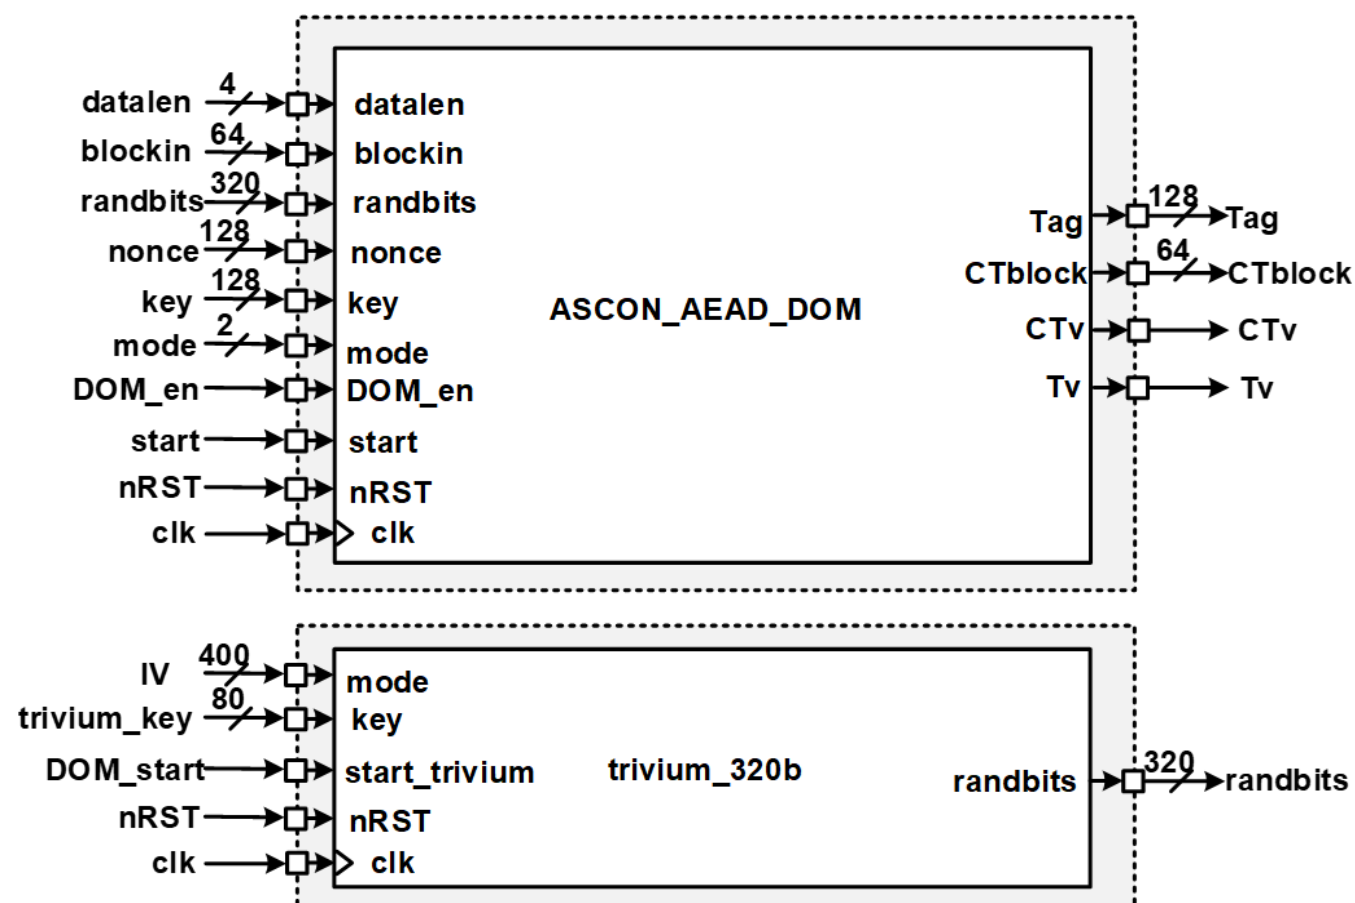 datalen 4 datalen
blockin 64 blockin
randbits 320 randbits
nonce 128 nonce
key 128 key
mode 2 mode
DOM_en DOM_en
start start
nRST nRST
clk clk
ASCON_AEAD_DOM
Tag 128 Tag
CTblock 64 CTblock
CTv CTv
Tv Tv
IV 400 mode
trivium_key 80 key
DOM_start start_trivium
nRST nRST
clk clk
trivium_320b
randbits 320 randbits